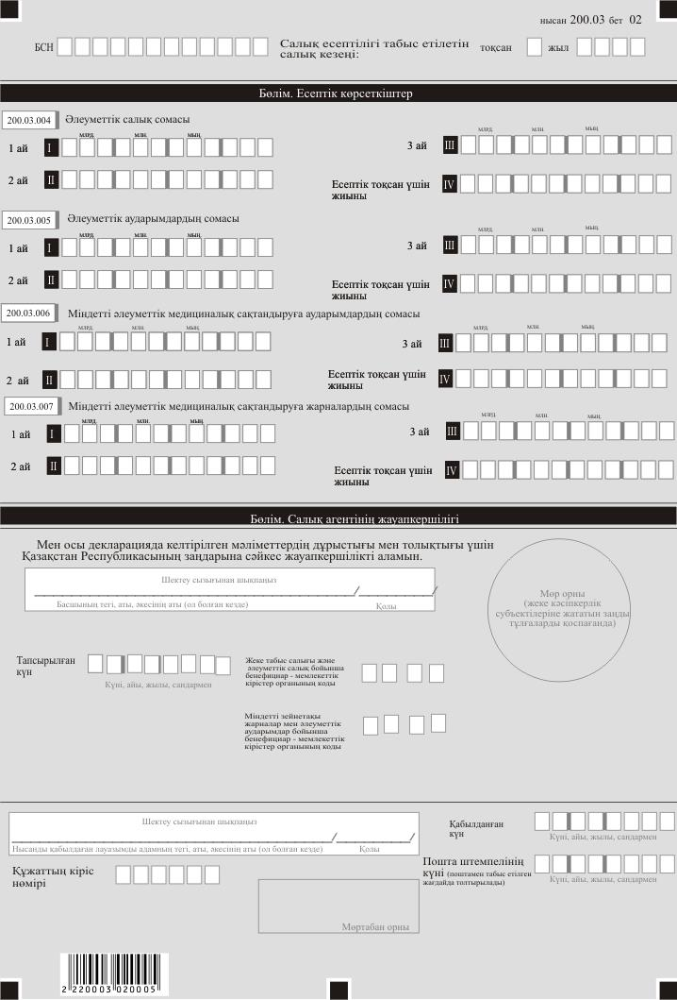 нысан 200.03 бет 02
БСН Салық есептілігі табыс етілетін тоқсан жыл
салық кезеңі:
Бөлім. Есептік көрсеткіштер
200.03.004 Әлеуметтік салық сомасы
МЛРД. МЛН. МЫҢ. МЛРД. МЛН. МЫҢ.
1 ай I 3 ай III
2 ай II Есептік тоқсан үшін IV
жиыны
200.03.005 Әлеуметтік аударымдардың сомасы
МЛРД. МЛН. МЫҢ. МЛРД. МЛН. МЫҢ.
1 ай I 3 ай III
2 ай II Есептік тоқсан үшін IV
жиыны
200.03.006 Міндетті әлеуметтік медициналық сақтандыруға аударымдардың сомасы
МЛРД. МЛН. МЫҢ. МЛРД. МЛН. МЫҢ.
1 ай I 3 ай III
2 ай II Есептік тоқсан үшін IV
жиыны
200.03.007 Міндетті әлеуметтік медициналық сақтандыруға жарналардың сомасы
МЛРД. МЛН. МЫҢ. МЛРД. МЛН. МЫҢ.
1 ай I 3 ай III
2 ай II Есептік тоқсан үшін IV
жиыны
Бөлім. Салық агентінің жауапкершілігі
Мен осы декларацияда келтірілген мәліметтердің дұрыстығы мен толықтығы үшін
Қазақстан Республикасының заңдарына сәйкес жауапкершілікті аламын.
Шектеу сызығынан шықпаңыз
/ /
Басшының тегі, аты, әкесінің аты (ол болған кезде) Қолы
Мөр орны
(жеке кәсіпкерлік
субъектілеріне жататын заңды
тұлғаларды қоспағанда)
Тапсырылған
күн
Күні, айы, жылы, сандармен
Жеке табыс салығы және
әлеуметтік салық бойынша
бенефициар - мемлекеттік
кірістер органының коды
Міндетті зейнетақы
жарналар мен әлеуметтік
аударымдар бойынша
бенефициар - мемлекеттік
кірістер органының коды
Шектеу сызығынан шықпаңыз
/ /
Нысанды қабылдаған лауазымды адамның тегі, аты, әкесінің аты (ол болған кезде) Қолы
Қабылданған
күн
Күні, айы, жылы, сандармен
Құжаттың кіріс
нөмірі
Пошта штемпелінің
күні (поштамен табыс етілген
жағдайда толтырылады)
Күні, айы, жылы, сандармен
Мөртабан орны
2 220003 020005